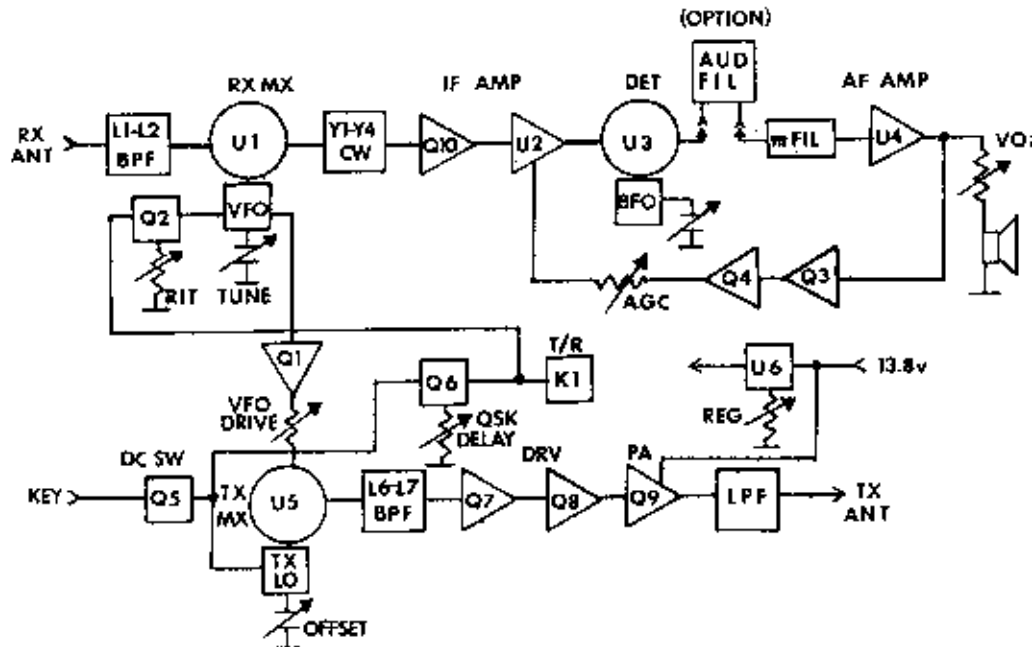 (OPTION)
AUD
FIL
RX MX
IF AMP
DET
AF AMP
RX
ANT
L1-L2
BPF
U1
Y1-Y4
CW
Q10
U2
U3
mFIL
U4
VO
Q2
VFO
BFO
RIT
TUNE
AGC
Q4
Q3
Q1
T/R
Q6
K1
U6
13.8v
VFO
DRIVE
QSK
DELAY
REG
DC SW
DRV
PA
KEY
Q5
TX
MX
U5
L6-L7
BPF
Q7
Q8
Q9
LPF
TX
ANT
TX
LO
OFFSET